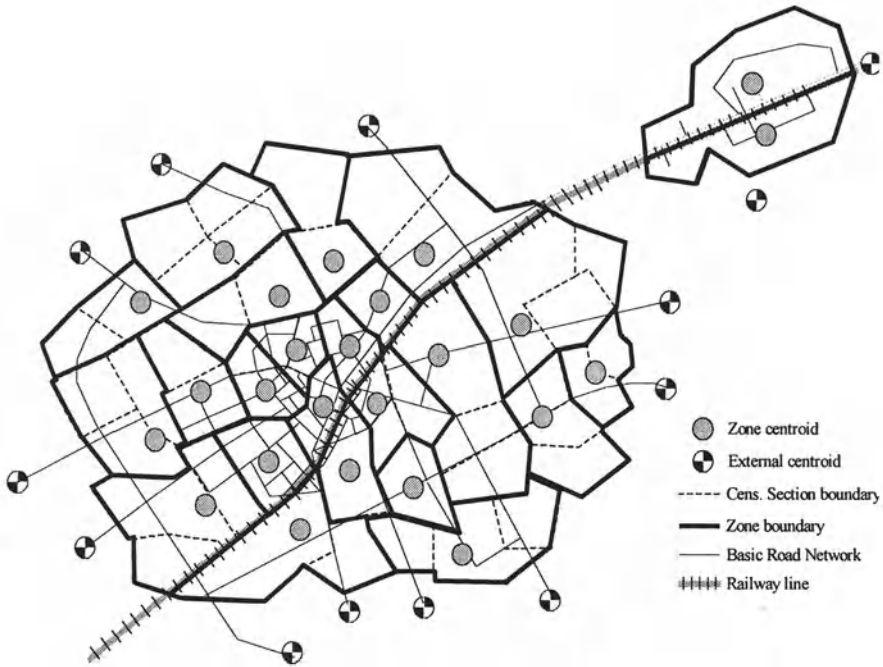 Zone centroid
External centroid
Cens. Section boundary
Zone boundary
Basic Road Network
Railway line